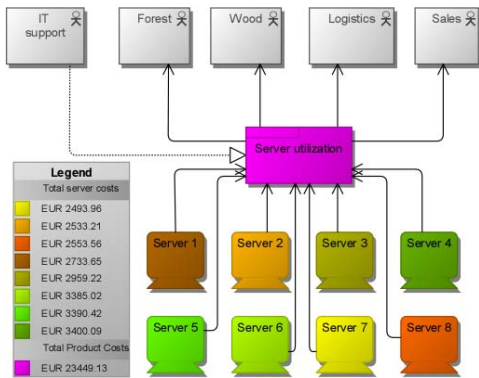 IT
support
Forest
Wood
Logistics
Sales
Server utilization
Legend
Total server costs
EUR 2493.96
EUR 2533.21
EUR 2553.56
EUR 2733.65
EUR 2959.22
EUR 3385.02
EUR 3390.42
EUR 3400.09
Total Product Costs
EUR 23449.13
Server 1
Server 2
Server 3
Server 4
Server 5
Server 6
Server 7
Server 8